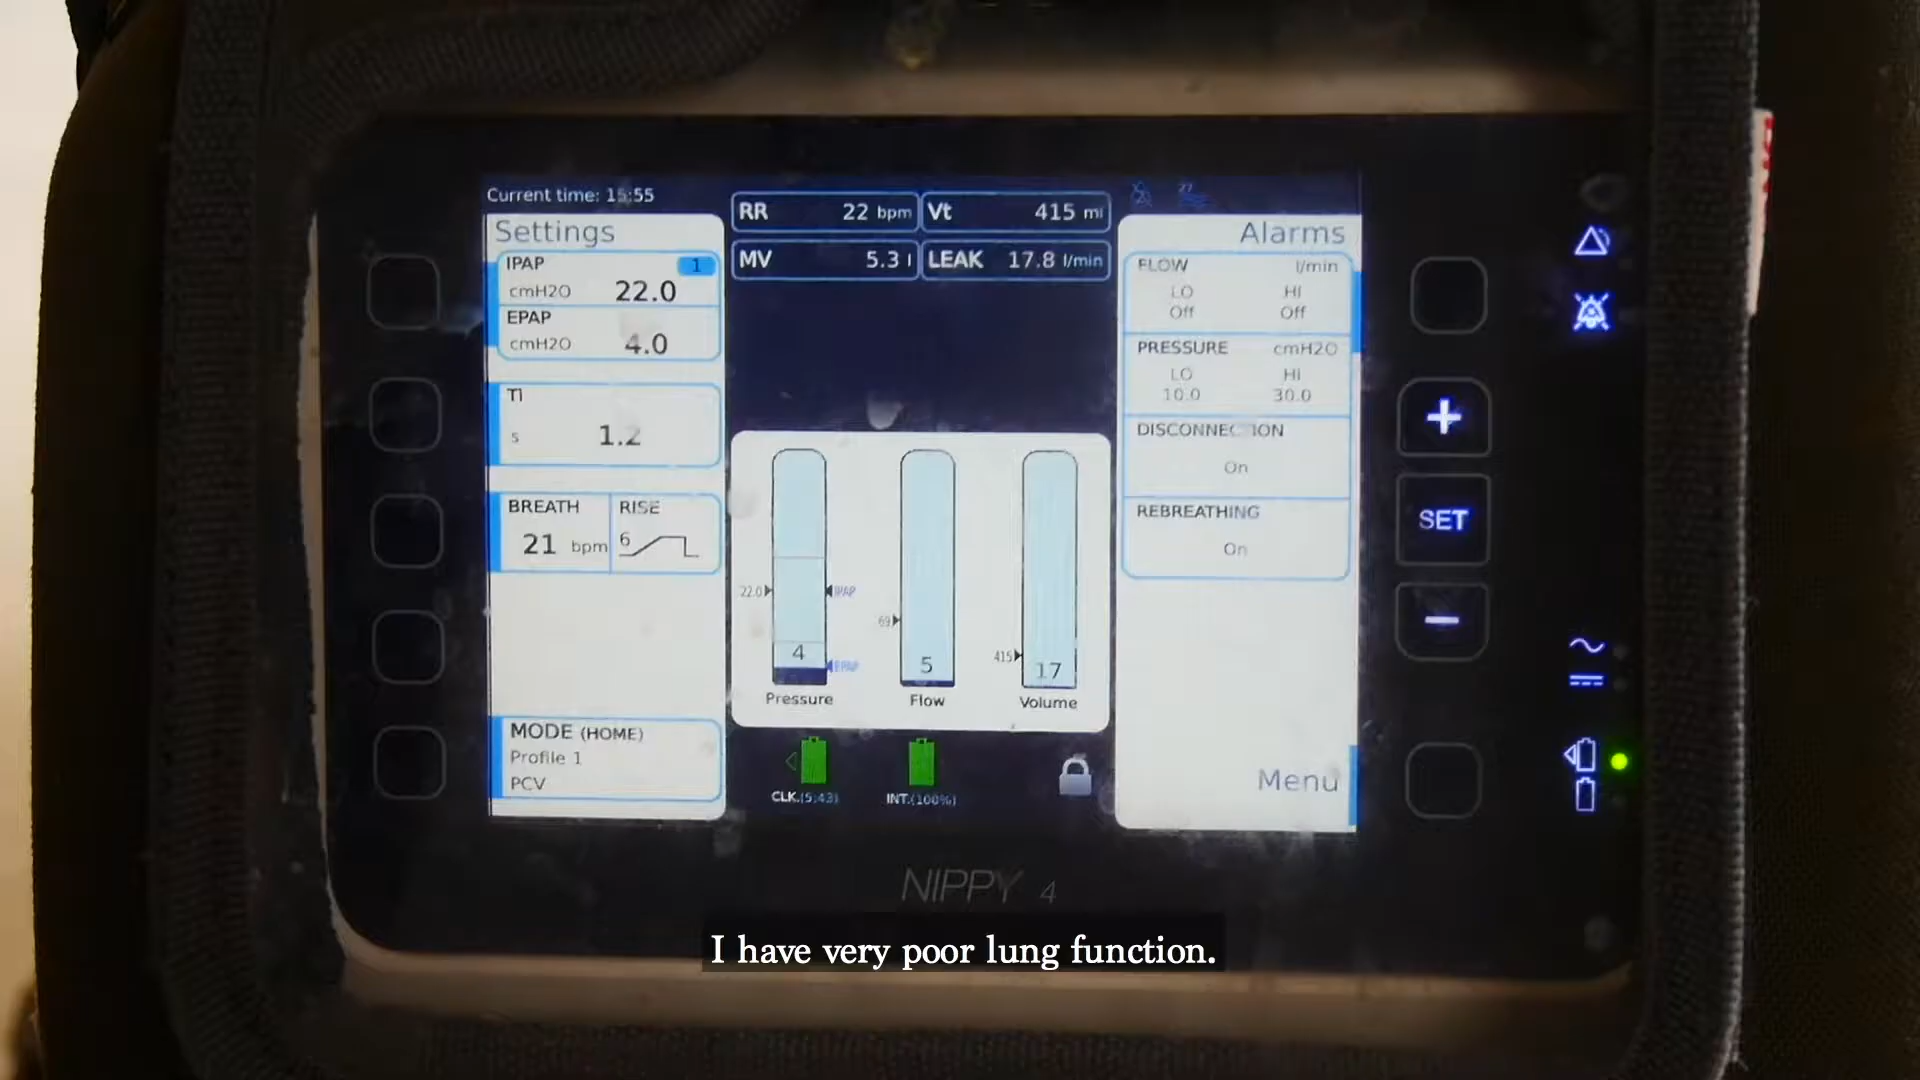 Current time: 15:55
Settings
IPAP 1
cmH2O 22.0
EPAP
cmH2O 4.0
TI
s 1.2
BREATH RISE
21 bpm 6
MODE (HOME)
Profile 1
PCV
RR 22 bpm Vt 415 ml
MV 5.3 l LEAK 17.8 l/min
22.0 IPAP
69
415
4 EPAP 5 17
Pressure Flow Volume
CLK.(5:43) INT.(100%)
27
Alarms
FLOW l/min
LO HI
Off Off
PRESSURE cmH2O
LO HI
10.0 30.0
DISCONNECTION
On
REBREATHING
On
Menu
SET
NIPPY 4
I have very poor lung function.